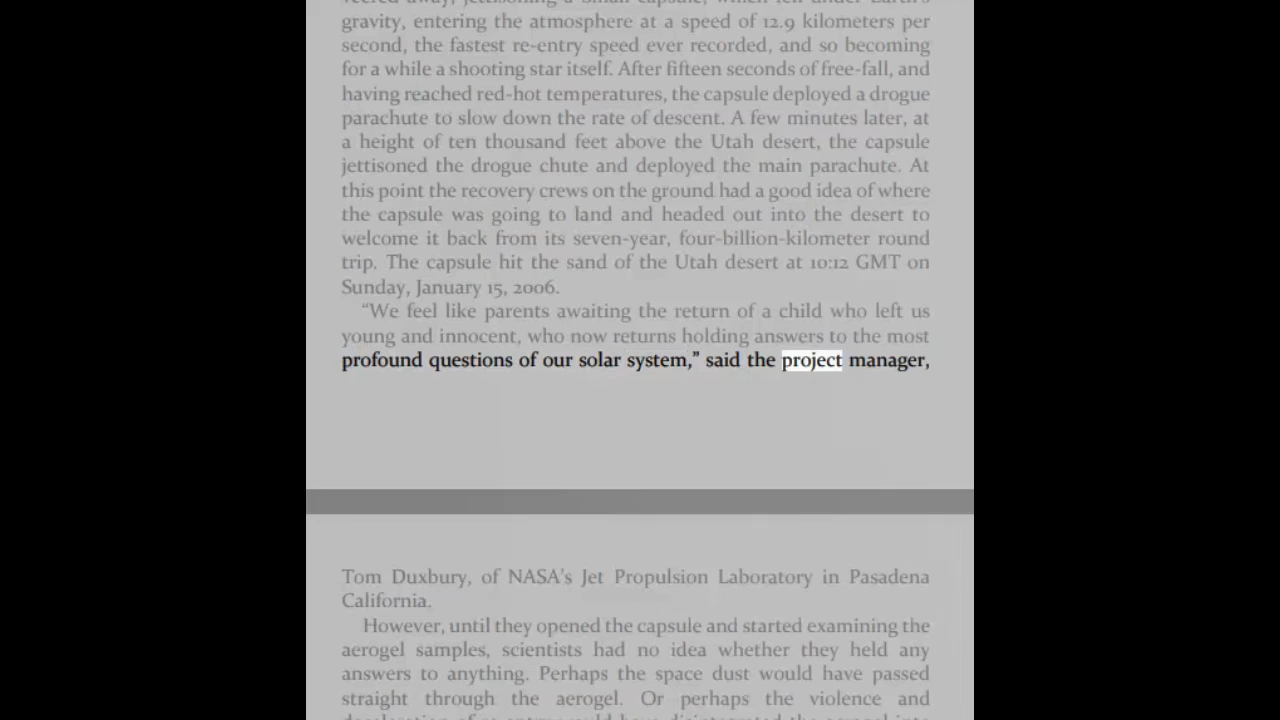 veered away, jettisoning a small capsule, which fell under Earth's
gravity, entering the atmosphere at a speed of 12.9 kilometers per
second, the fastest re-entry speed ever recorded, and so becoming
for a while a shooting star itself. After fifteen seconds of free-fall, and
having reached red-hot temperatures, the capsule deployed a drogue
parachute to slow down the rate of descent. A few minutes later, at
a height of ten thousand feet above the Utah desert, the capsule
jettisoned the drogue chute and deployed the main parachute. At
this point the recovery crews on the ground had a good idea of where
the capsule was going to land and headed out into the desert to
welcome it back from its seven-year, four-billion-kilometer round
trip. The capsule hit the sand of the Utah desert at 10:12 GMT on
Sunday, January 15, 2006.
“We feel like parents awaiting the return of a child who left us
young and innocent, who now returns holding answers to the most
profound questions of our solar system,” said the project manager,
Tom Duxbury, of NASA’s Jet Propulsion Laboratory in Pasadena
California.
However, until they opened the capsule and started examining the
aerogel samples, scientists had no idea whether they held any
answers to anything. Perhaps the space dust would have passed
straight through the aerogel. Or perhaps the violence and